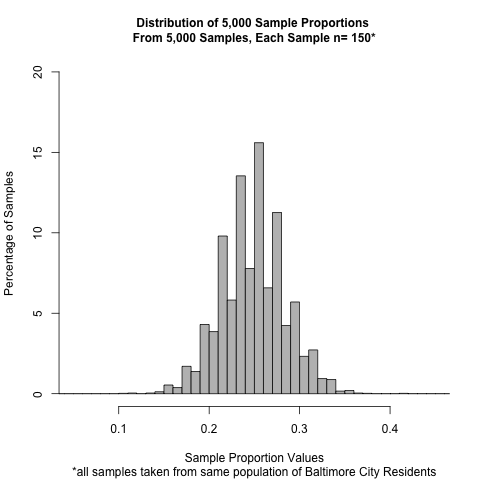 Distribution of 5,000 Sample Proportions
From 5,000 Samples, Each Sample n= 150*
Percentage of Samples
20
15
10
5
0
0.1 0.2 0.3 0.4
Sample Proportion Values
*all samples taken from same population of Baltimore City Residents